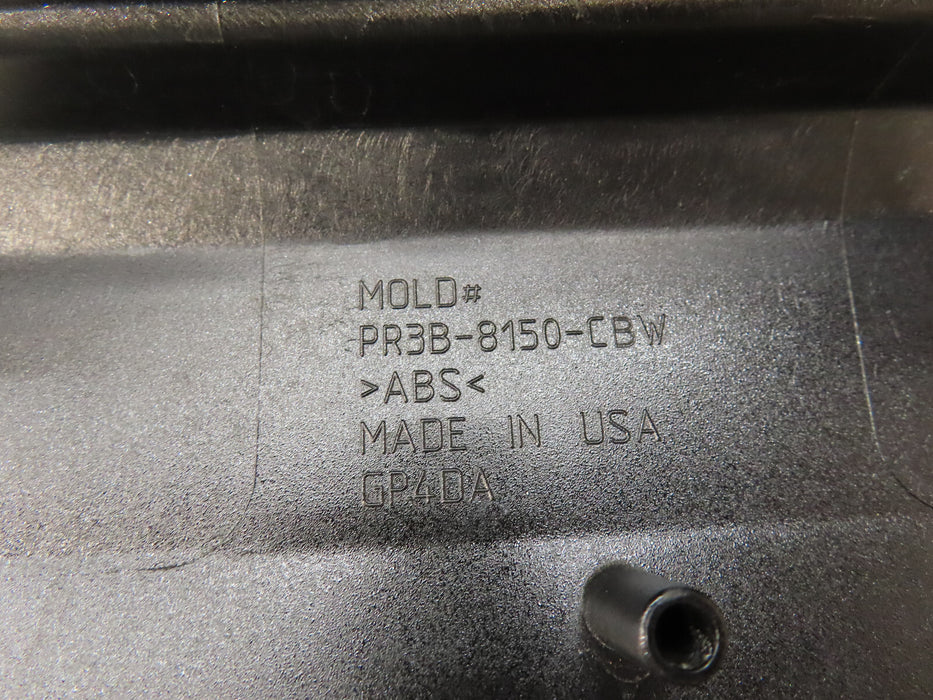 MOLD#
PR3B-8150-CBW
>ABS<
MADE IN USA.
GP4DA